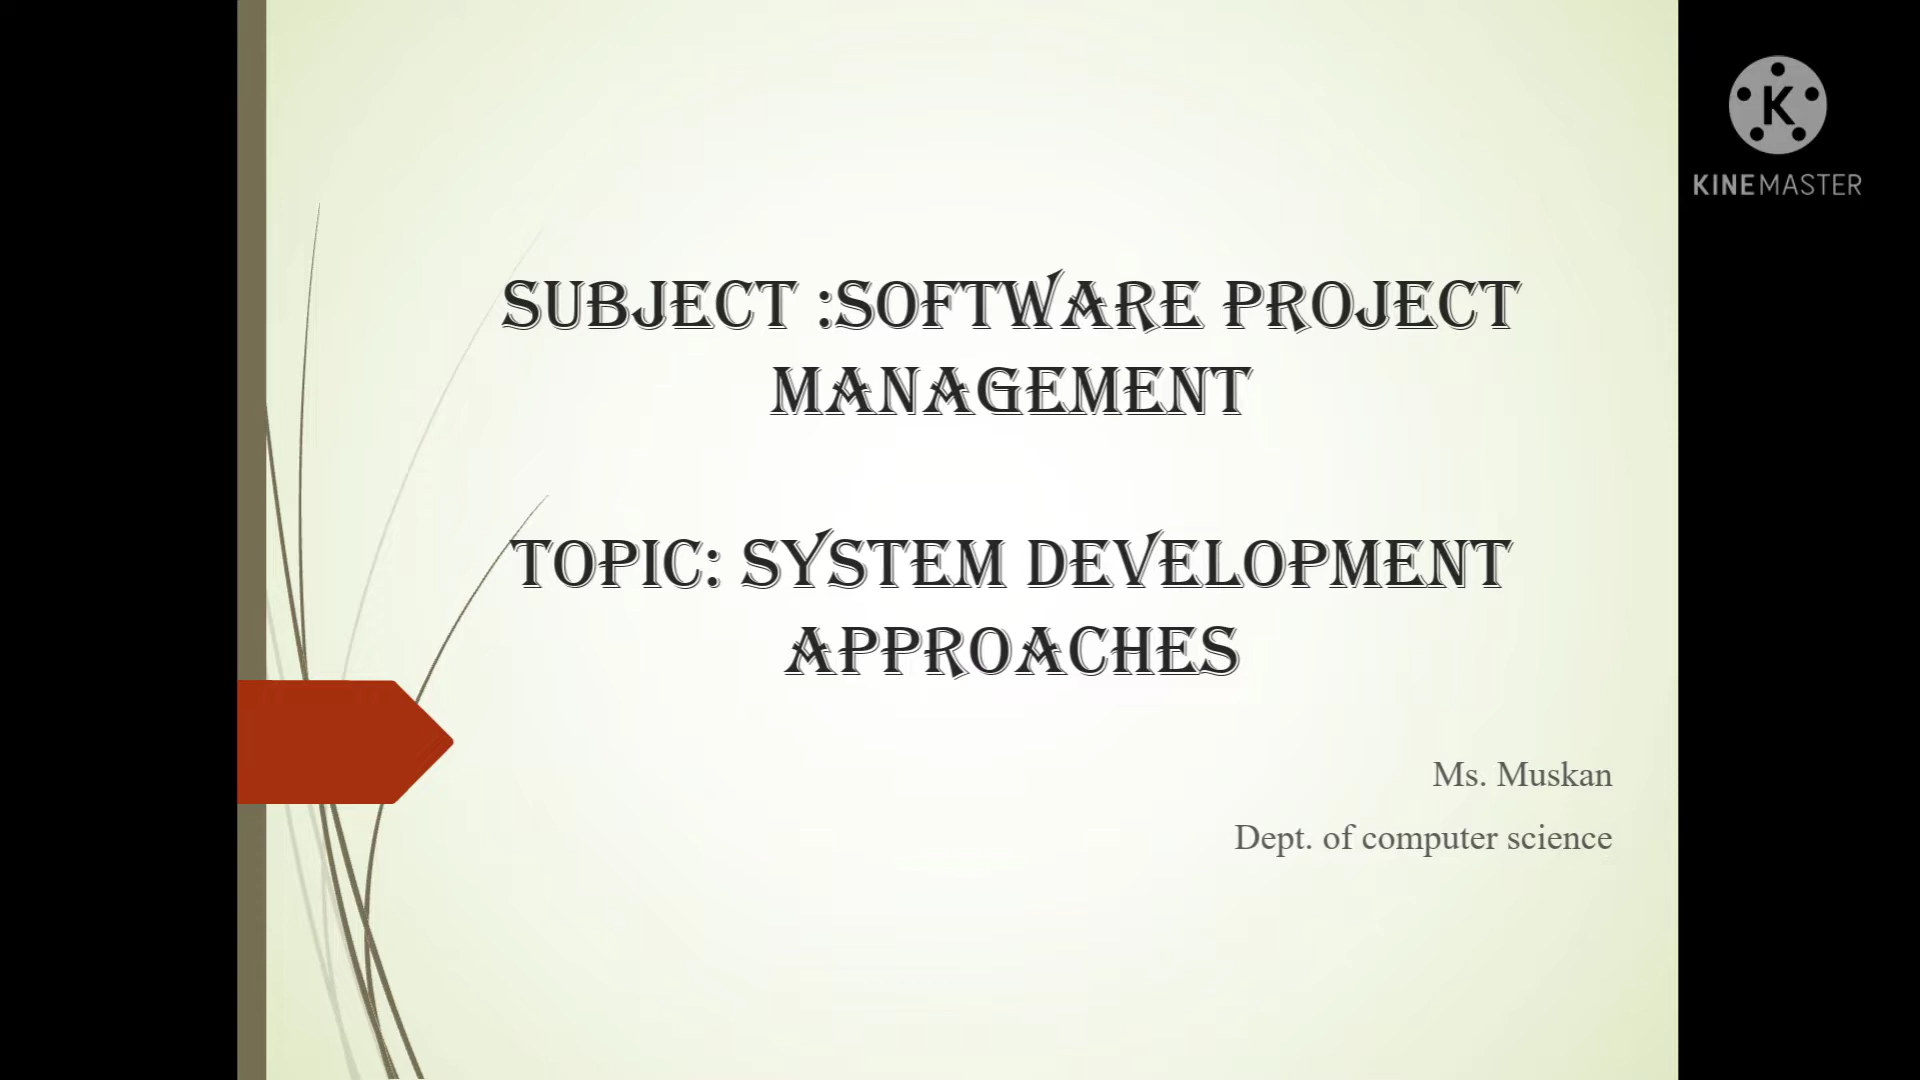 SUBJECT :SOFTWARE PROJECT
MANAGEMENT
TOPIC: SYSTEM DEVELOPMENT
APPROACHES
Ms. Muskan
Dept. of computer science
K
KINEMASTER